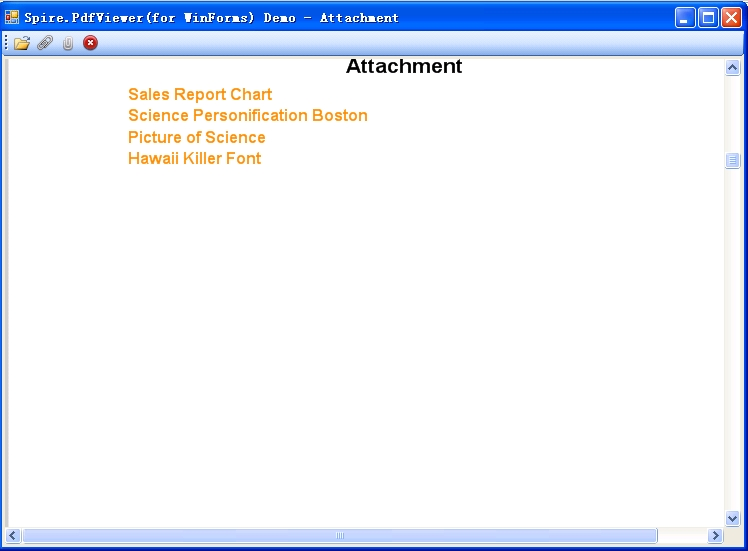 Spire.PdfViewer(for WinForms) Demo - Attachment
Attachment
Sales Report Chart
Science Personification Boston
Picture of Science
Hawaii Killer Font